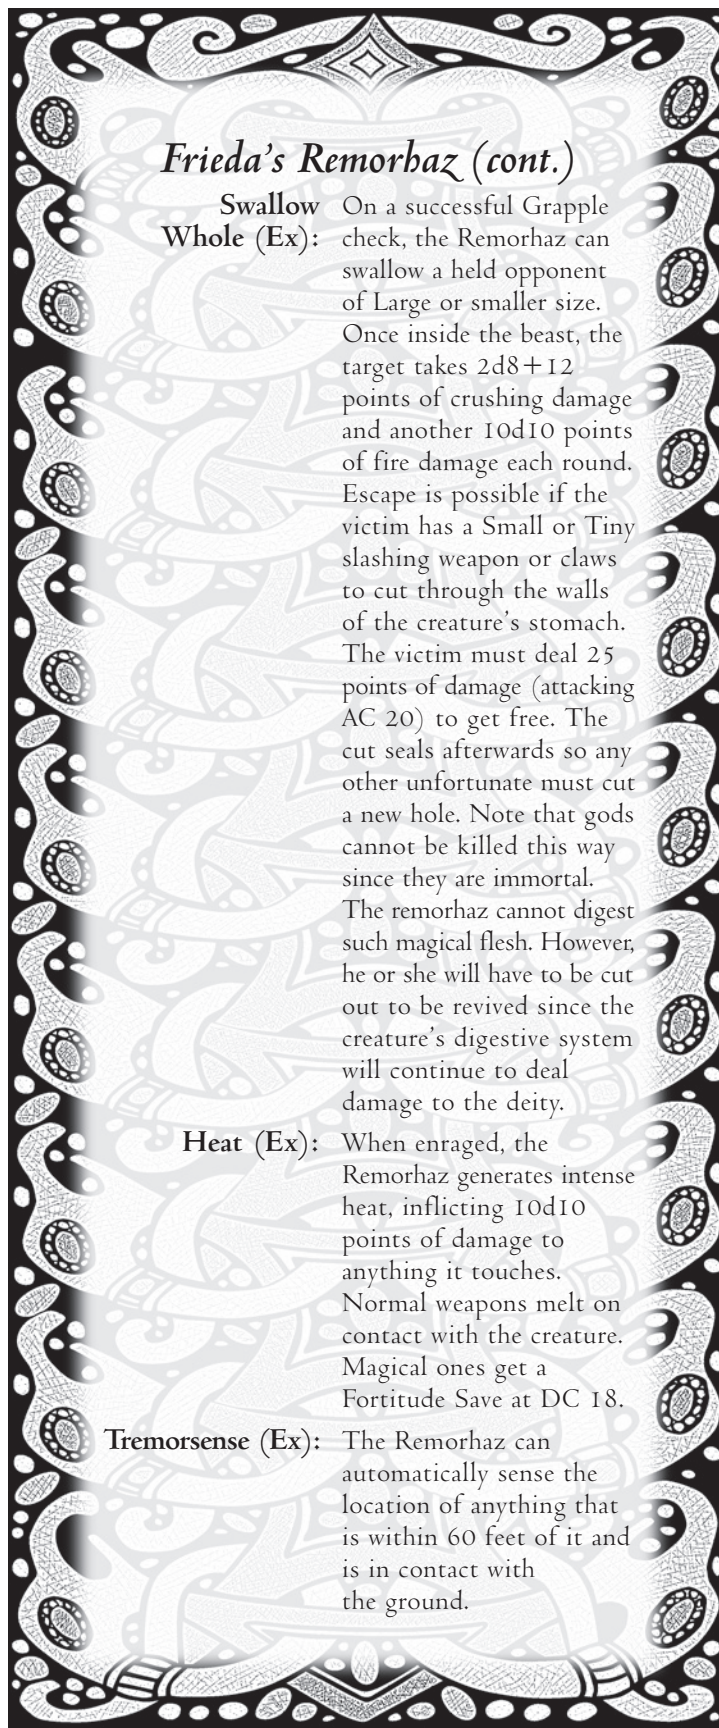 Frieda’s Remorhaz (cont.)
Swallow Whole (Ex): On a successful Grapple
check, the Remorhaz can
swallow a held opponent
of Large or smaller size.
Once inside the beast, the
target takes 2d8+12
points of crushing damage
and another 10d10 points
of fire damage each round.
Escape is possible if the
victim has a Small or Tiny
slashing weapon or claws
to cut through the walls
of the creature’s stomach.
The victim must deal 25
points of damage (attacking
AC 20) to get free. The
cut seals afterwards so any
other unfortunate must cut
a new hole. Note that gods
cannot be killed this way
since they are immortal.
The remorhaz cannot digest
such magical flesh. However,
he or she will have to be cut
out to be revived since the
creature’s digestive system
will continue to deal
damage to the deity.
Heat (Ex): When enraged, the
Remorhaz generates intense
heat, inflicting 10d10
points of damage to
anything it touches.
Normal weapons melt on
contact with the creature.
Magical ones get a
Fortitude Save at DC 18.
Tremorsense (Ex): The Remorhaz can
automatically sense the
location of anything that
is within 60 feet of it and
is in contact with
the ground.